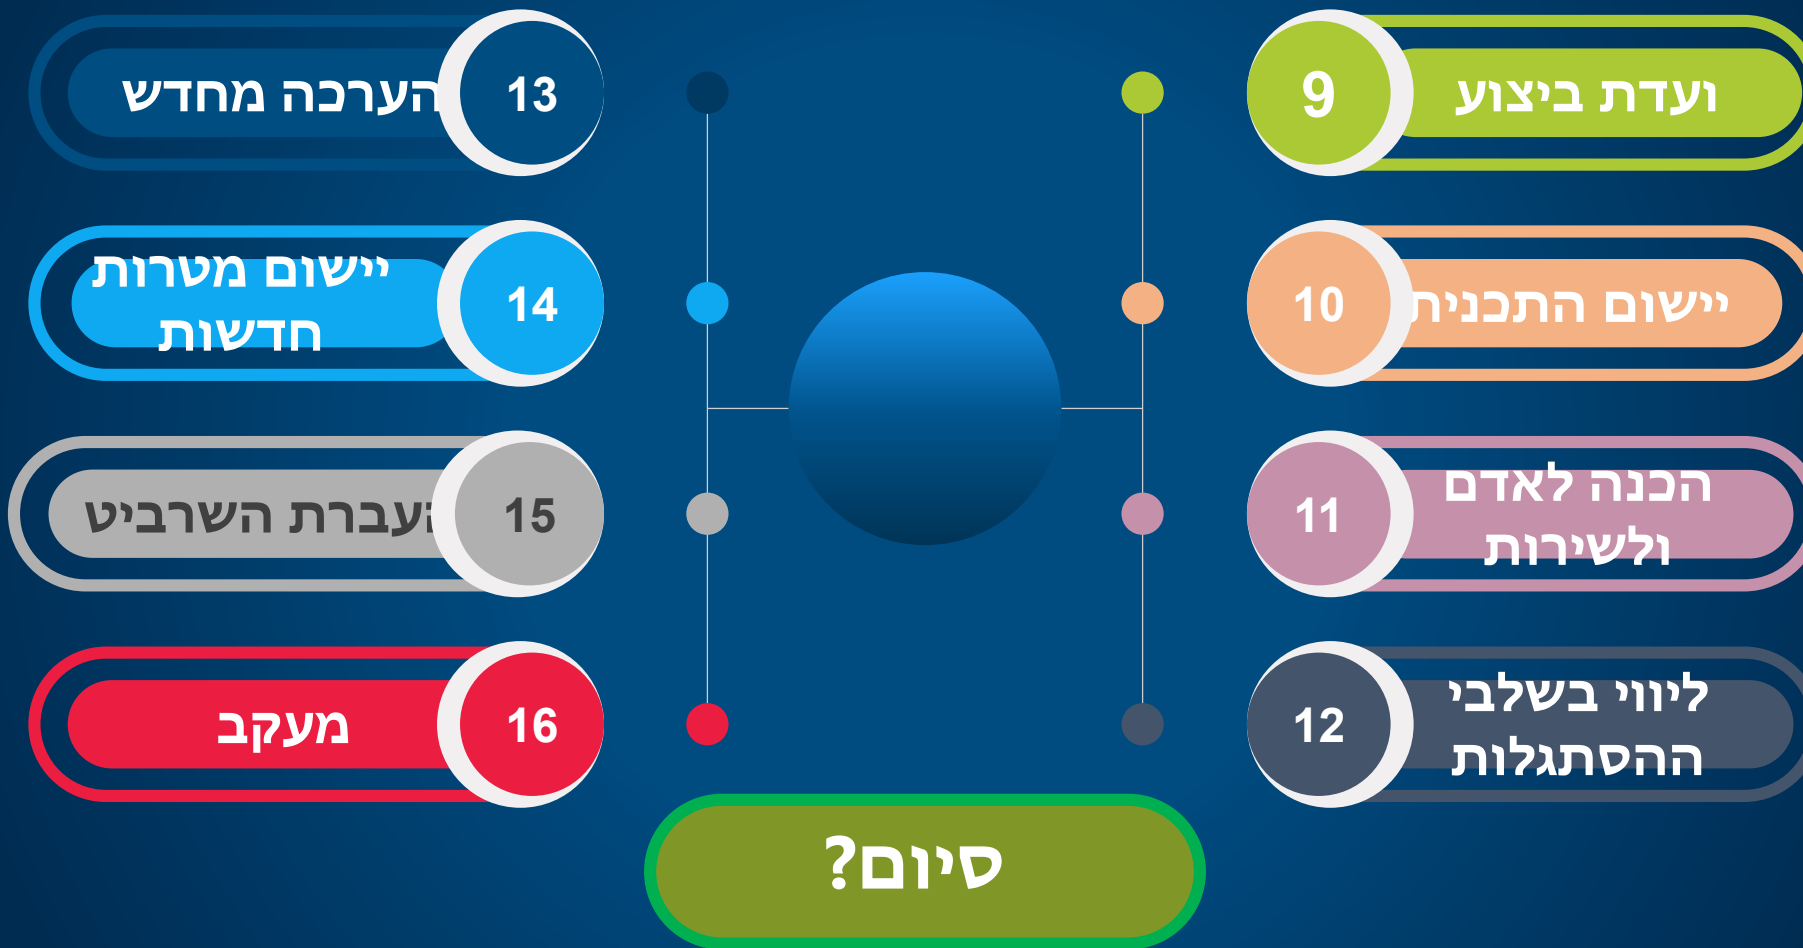 9
ועדת ביצוע
10
יישום התכנית
11
הכנה לאדם
ולשירות
12
ליווי בשלבי
ההסתגלות
13
הערכה מחדש
14
יישום מטרות
חדשות
15
העברת השרביט
16
מעקב
סיום?